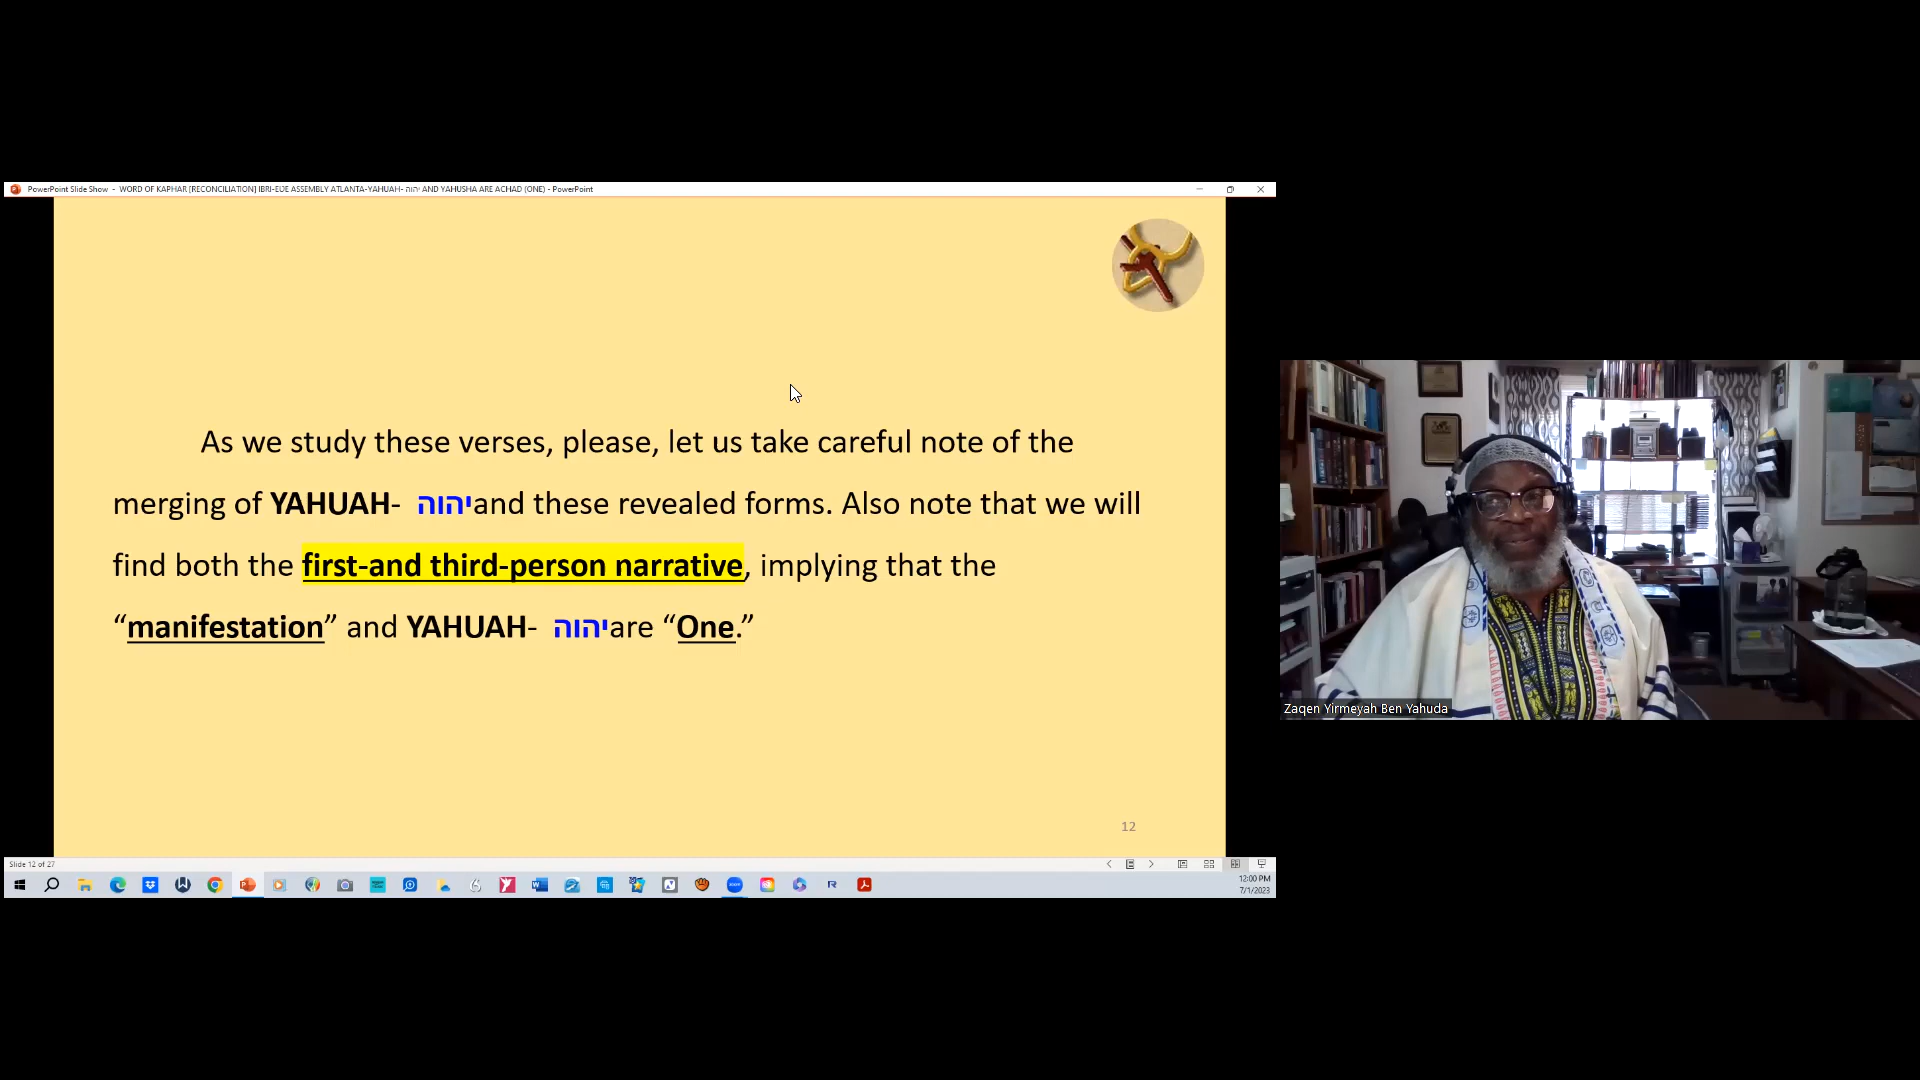 PowerPoint Slide Show - WORD OF KAPHAR [RECONCILIATION] IBRI-EDE ASSEMBLY ATLANTA-YAHUAH- יהוה AND YAHUSHA ARE ACHAD (ONE) - PowerPoint
As we study these verses, please, let us take careful note of the
merging of YAHUAH- יהוהand these revealed forms. Also note that we will
find both the first-and third-person narrative, implying that the
“manifestation” and YAHUAH- יהוהare “One.”
12
Slide 12 of 27
12:00 PM
7/1/2023
Zaqen Yirmeyah Ben Yahuda